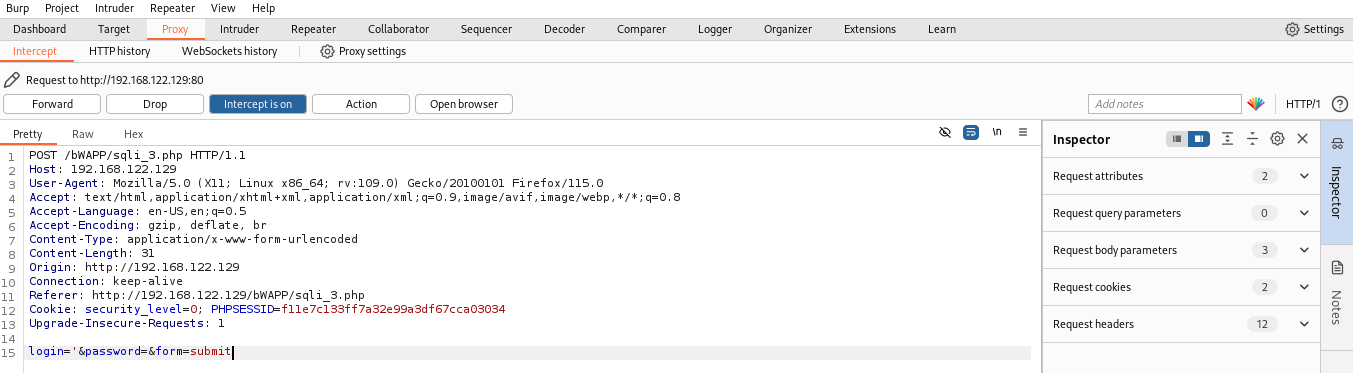 Burp Project Intruder Repeater View Help
Dashboard Target Proxy Intruder Repeater Collaborator Sequencer Decoder Comparer Logger Organizer Extensions Learn Settings
Intercept HTTP history WebSockets history Proxy settings
Request to http://192.168.122.129:80
Forward Drop Intercept is on Action Open browser Add notes HTTP/1 ?
Pretty Raw Hex \n
Inspector
1 POST /bWAPP/sqli_3.php HTTP/1.1
2 Host: 192.168.122.129
3 User-Agent: Mozilla/5.0 (X11; Linux x86_64; rv:109.0) Gecko/20100101 Firefox/115.0
4 Accept: text/html,application/xhtml+xml,application/xml;q=0.9,image/avif,image/webp,*/*;q=0.8
5 Accept-Language: en-US,en;q=0.5
6 Accept-Encoding: gzip, deflate, br
7 Content-Type: application/x-www-form-urlencoded
8 Content-Length: 31
9 Origin: http://192.168.122.129
10 Connection: keep-alive
11 Referer: http://192.168.122.129/bWAPP/sqli_3.php
12 Cookie: security_level=0; PHPSESSID=f11e7c133ff7a32e99a3df67cca03034
13 Upgrade-Insecure-Requests: 1
14
15 login='&password=&form=submit
Request attributes 2
Request query parameters 0
Request body parameters 3
Request cookies 2
Request headers 12
Inspector
Notes